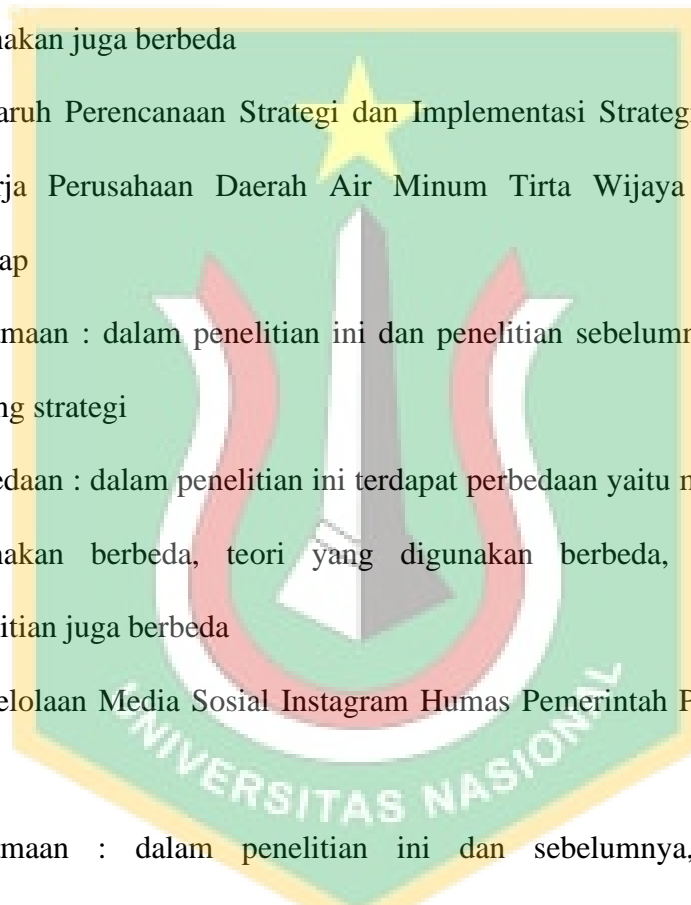 nakan juga berbeda
aruh Perencanaan Strategi dan Implementasi Strategi
rja Perusahaan Daerah Air Minum Tirta Wijaya
ap
maan : dalam penelitian ini dan penelitian sebelumn
ng strategi
edaan : dalam penelitian ini terdapat perbedaan yaitu
nakan berbeda, teori yang digunakan berbeda,
itian juga berbeda
elolaan Media Sosial Instagram Humas Pemerintah P
UNIVERSITAS NASIONAL
maan : dalam penelitian ini dan sebelumnya,